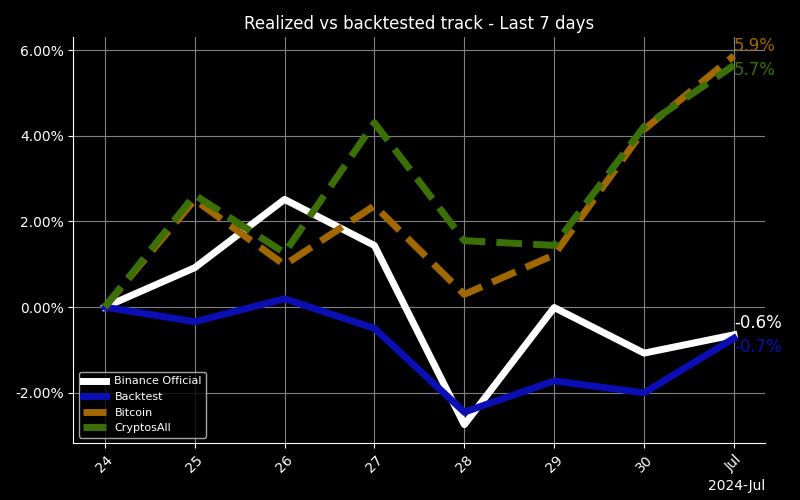 Realized vs backtested track - Last 7 days
6.00%
4.00%
2.00%
0.00%
-2.00%
5.9%
5.7%
-0.6%
-0.7%
Binance Official
Backtest
Bitcoin
CryptosAll
24
25
26
27
28
29
30
Jul
2024-Jul